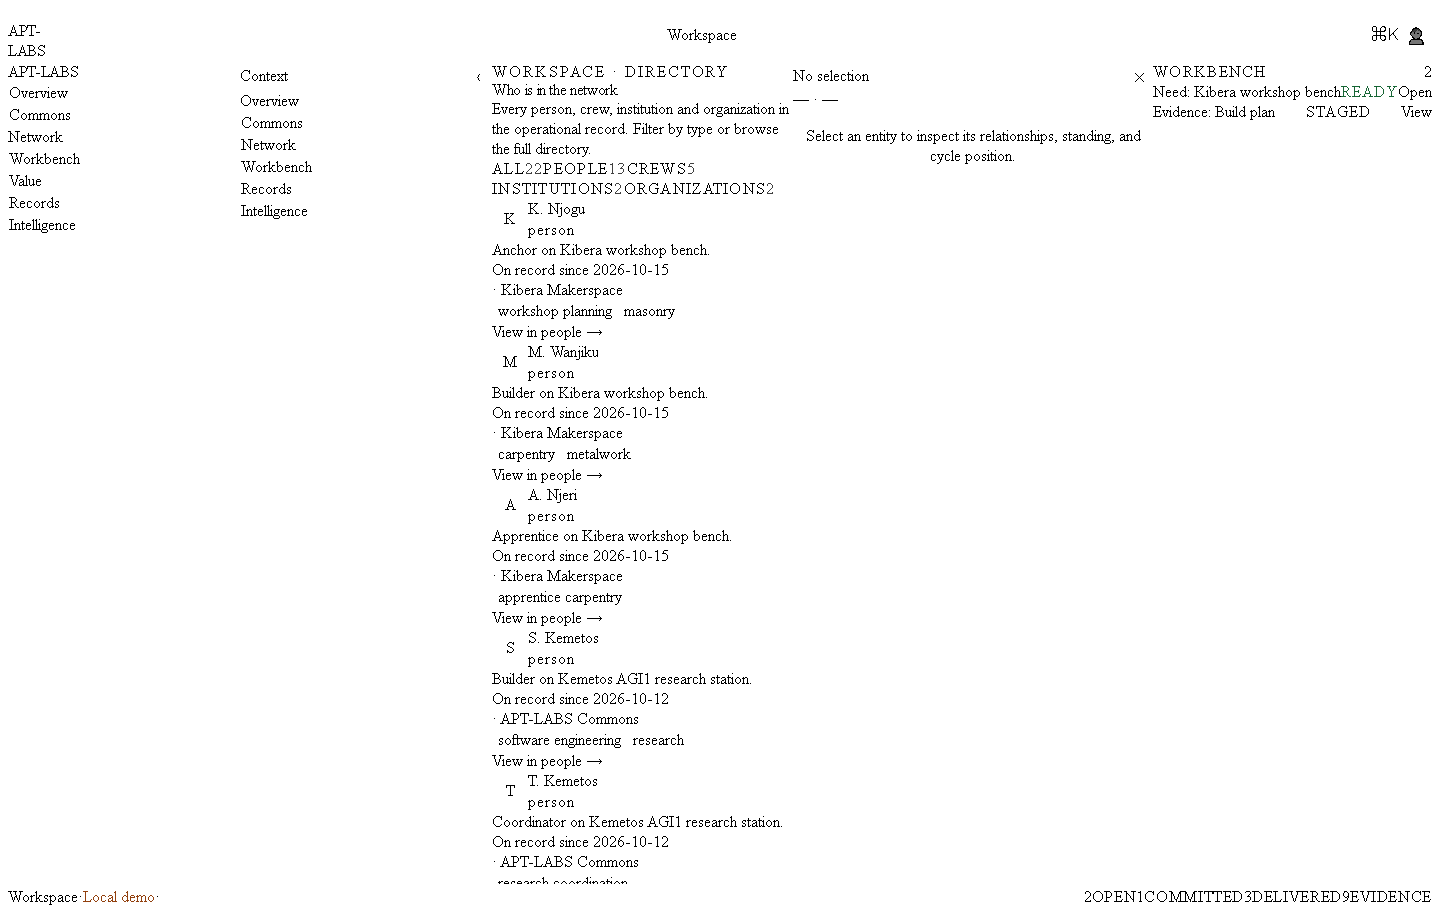 APT-
LABS
Workspace
⌘K
APT-LABS
Overview
Commons
Network
Workbench
Value
Records
Intelligence
Context
‹
Overview
Commons
Network
Workbench
Records
Intelligence
WORKSPACE · DIRECTORY
Who is in the network
Every person, crew, institution and organization in
the operational record. Filter by type or browse
the full directory.
ALL22PEOPLE13CREWS5
INSTITUTIONS2ORGANIZATIONS2
K
K. Njogu
person
Anchor on Kibera workshop bench.
On record since 2026-10-15
· Kibera Makerspace
workshop planning masonry
View in people →
M
M. Wanjiku
person
Builder on Kibera workshop bench.
On record since 2026-10-15
· Kibera Makerspace
carpentry metalwork
View in people →
A
A. Njeri
person
Apprentice on Kibera workshop bench.
On record since 2026-10-15
· Kibera Makerspace
apprentice carpentry
View in people →
S
S. Kemetos
person
Builder on Kemetos AGI1 research station.
On record since 2026-10-12
· APT-LABS Commons
software engineering research
View in people →
T
T. Kemetos
person
Coordinator on Kemetos AGI1 research station.
On record since 2026-10-12
· APT-LABS Commons
research coordination
No selection
×
— · —
Select an entity to inspect its relationships, standing, and
cycle position.
WORKBENCH 2
Need: Kibera workshop benchREADYOpen
Evidence: Build plan STAGED View
Workspace·Local demo·
2OPEN1COMMITTED3DELIVERED9EVIDENCE